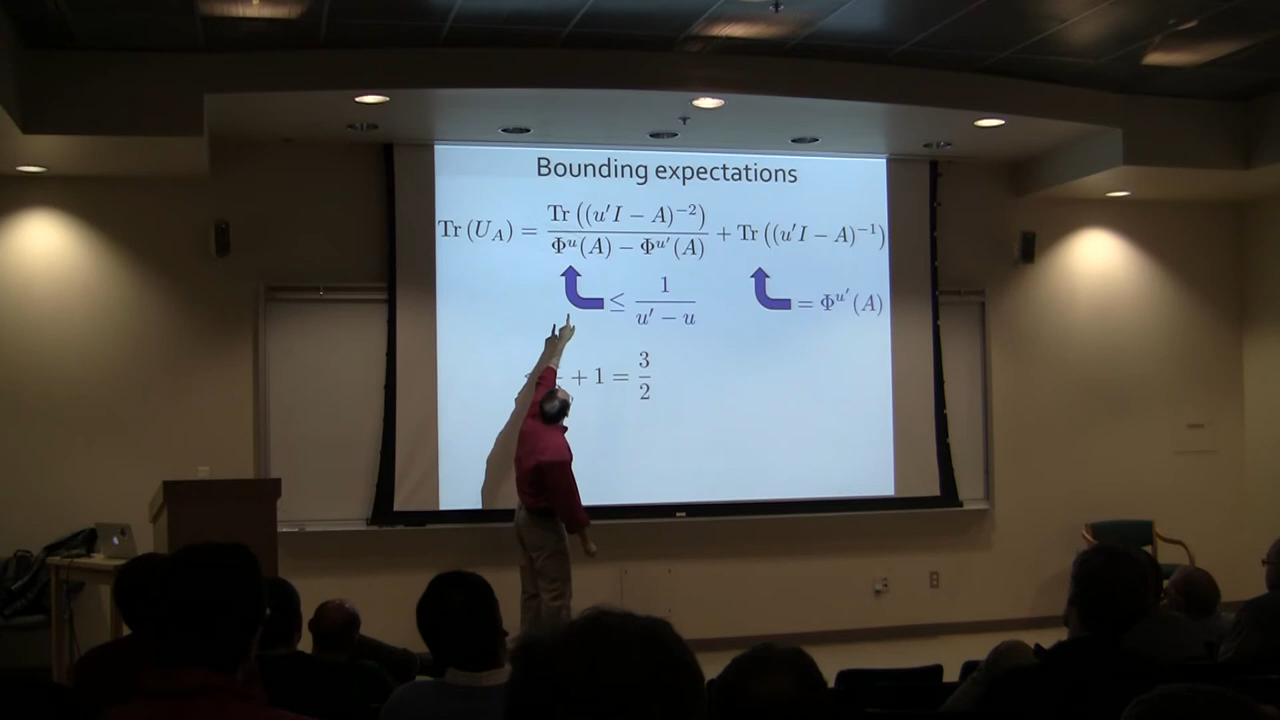 Bounding expectations
Tr (U_A) = Tr ((u′I − A)^{−2}) / (Φ^u(A) − Φ^{u′}(A)) + Tr ((u′I − A)^{−1})
≤ 1 / (u′ − u) = Φ^{u′}(A)
+ 1 = 3/2